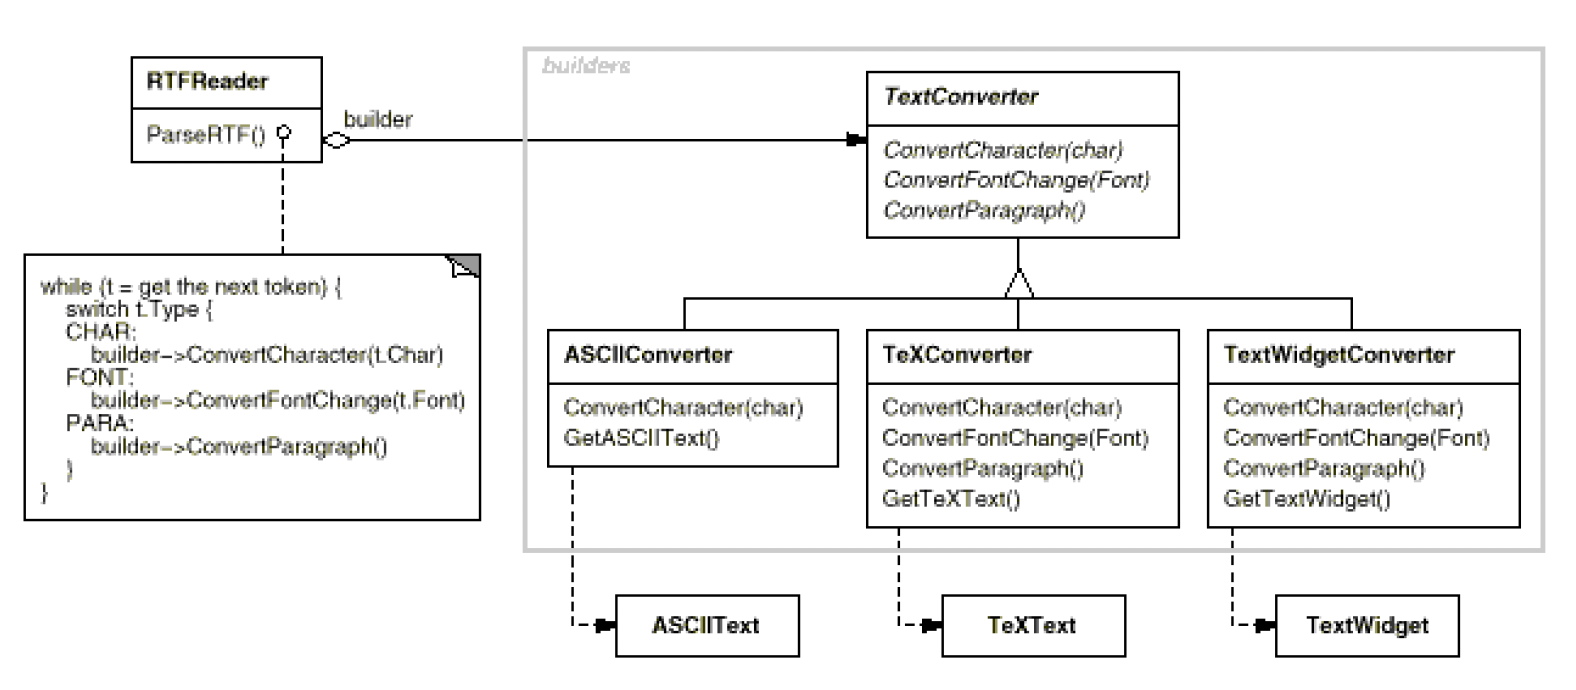 builders
RTFReader
ParseRTF()
builder
TextConverter
ConvertCharacter(char)
ConvertFontChange(Font)
ConvertParagraph()
while (t = get the next token) {
switch t.Type {
CHAR:
builder–>ConvertCharacter(t.Char)
FONT:
builder–>ConvertFontChange(t.Font)
PARA:
builder–>ConvertParagraph()
}
}
ASCIIConverter
ConvertCharacter(char)
GetASCIIText()
TeXConverter
ConvertCharacter(char)
ConvertFontChange(Font)
ConvertParagraph()
GetTeXText()
TextWidgetConverter
ConvertCharacter(char)
ConvertFontChange(Font)
ConvertParagraph()
GetTextWidget()
ASCIIText
TeXText
TextWidget